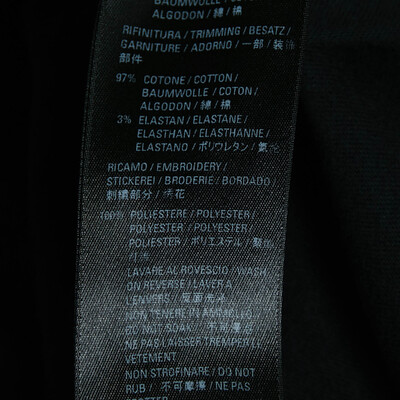 BAUMWOLLE / COTON /
ALGODON / 綿 / 棉
RIFINITURA / TRIMMING / BESATZ /
GARNITURE / ADORNO / 一部 / 装飾
部件
97% COTONE / COTTON /
BAUMWOLLE / COTON /
ALGODON / 綿 / 棉
3% ELASTAN / ELASTANE /
ELASTHAN / ELASTHANNE /
ELASTANO / ポリウレタン / 氨纶
RICAMO / EMBROIDERY /
STICKEREI / BRODERIE / BORDADO /
刺繍部分 / 绣花
100% POLIESTERE / POLYESTER /
POLYESTER / POLYESTER /
POLIESTER / ポリエステル /
LAVARE AL ROVESCIO / WASH
ON REVERSE / LAVER A
L'ENVERS / 反面洗涤
NON TENERE IN AMMOLLO
DO NOT SOAK / 不可浸泡
NE PAS LAISSER TREMPER LE
VETEMENT
NON STROFINARE / DO NOT
RUB / 不可摩擦 / NE PAS
FROTTER